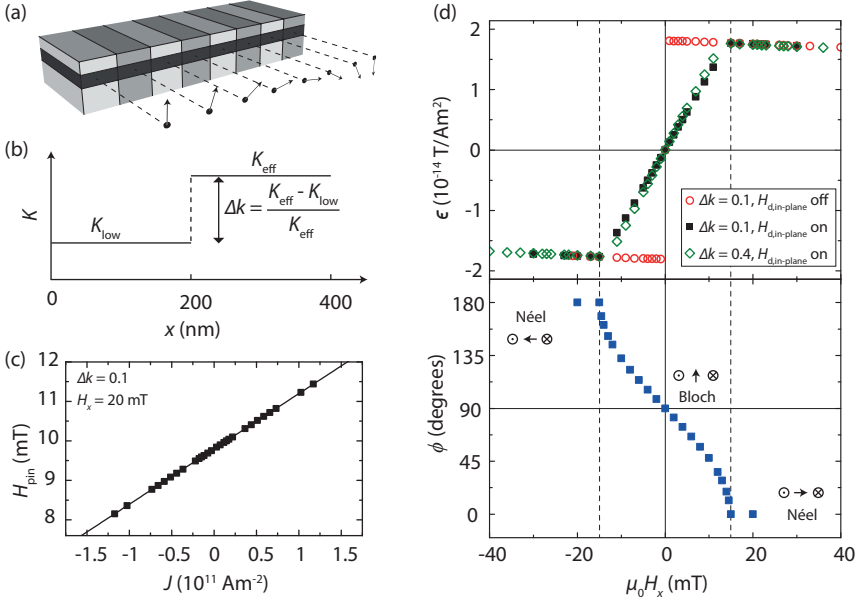 (a)
(b)
K
K_low
K_eff
Δk = (K_eff - K_low) / K_eff
0 200 400
x (nm)
(c)
Δk = 0.1
H_x = 20 mT
12
11
10
9
8
H_pin (mT)
-1.5 -1 -0.5 0 0.5 1 1.5
J (10^11 Am^-2)
(d)
2
1
0
-1
-2
ϵ (10^-14 T/Am^2)
Δk = 0.1, H_d,in-plane off
Δk = 0.1, H_d,in-plane on
Δk = 0.4, H_d,in-plane on
180
135
90
45
0
ϕ (degrees)
Néel
Bloch
Néel
-40 -20 0 20 40
μ_0H_x (mT)